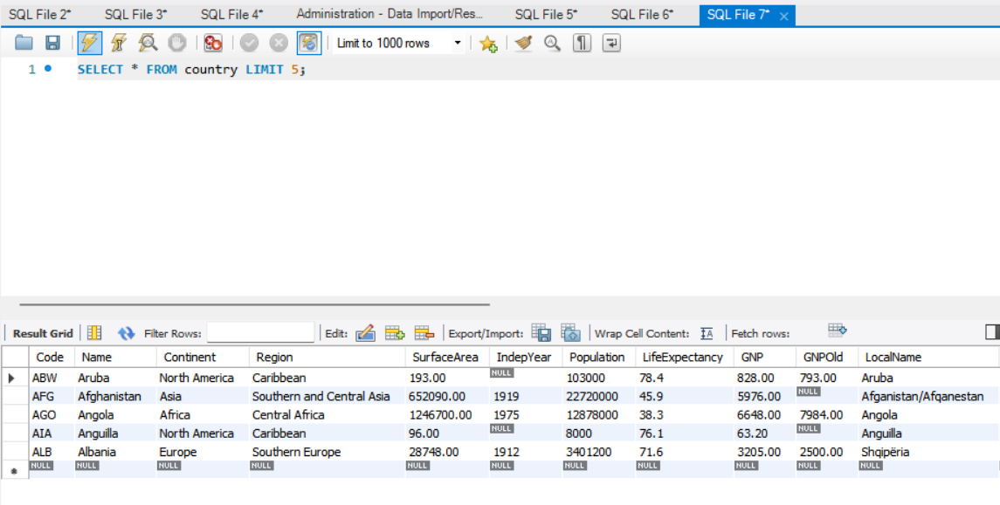 SQL File 2* SQL File 3* SQL File 4* Administration - Data Import/Res... SQL File 5* SQL File 6* SQL File 7*
Limit to 1000 rows
1 SELECT * FROM country LIMIT 5;
Result Grid Filter Rows: Edit: Export/Import: Wrap Cell Content: Fetch rows:
Code Name Continent Region SurfaceArea IndepYear Population LifeExpectancy GNP GNPOld LocalName
ABW Aruba North America Caribbean 193.00 NULL 103000 78.4 828.00 793.00 Aruba
AFG Afghanistan Asia Southern and Central Asia 652090.00 1919 22720000 45.9 5976.00 NULL Afganistan/Afqanestan
AGO Angola Africa Central Africa 1246700.00 1975 12878000 38.3 6648.00 7984.00 Angola
AIA Anguilla North America Caribbean 96.00 NULL 8000 76.1 63.20 NULL Anguilla
ALB Albania Europe Southern Europe 28748.00 1912 3401200 71.6 3205.00 2500.00 Shqipëria
* NULL NULL NULL NULL NULL NULL NULL NULL NULL NULL NULL